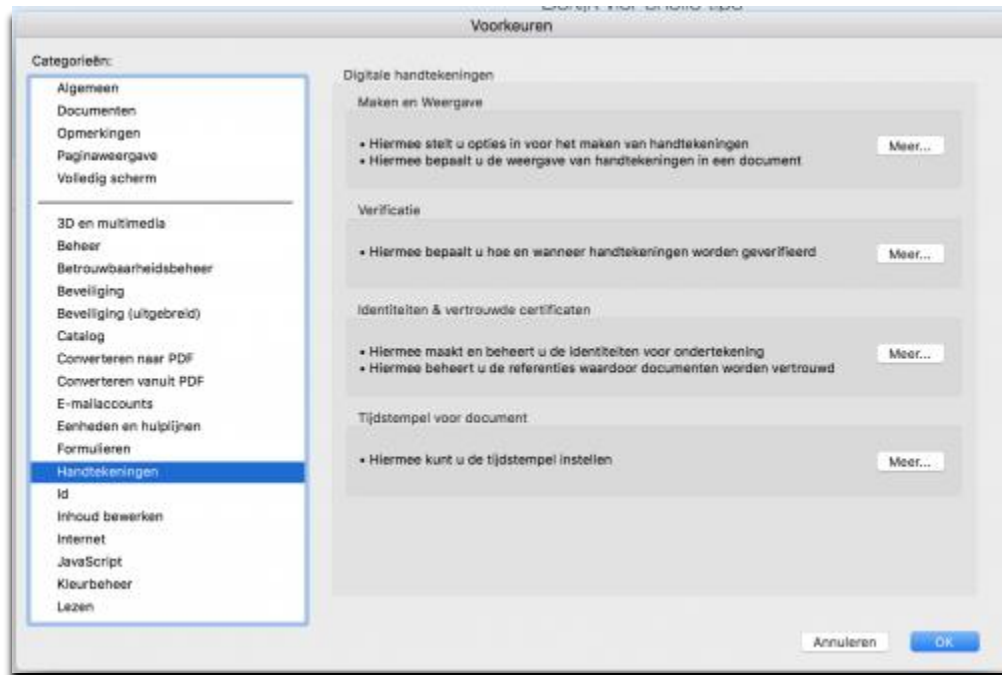 Voorkeuren
Categorieën:
Algemeen
Documenten
Opmerkingen
Paginaweergave
Volledig scherm
3D en multimedia
Beheer
Betrouwbaarheidsbeheer
Beveiliging
Beveiliging (uitgebreid)
Catalog
Converteren naar PDF
Converteren vanuit PDF
E-mailaccounts
Eenheden en hulplijnen
Formulieren
Handtekeningen
Id
Inhoud bewerken
Internet
JavaScript
Kleurbeheer
Lezen
Digitale handtekeningen
Maken en Weergave
• Hiermee stelt u opties in voor het maken van handtekeningen
• Hiermee bepaalt u de weergave van handtekeningen in een document
Meer...
Verificatie
• Hiermee bepaalt u hoe en wanneer handtekeningen worden geverifieerd
Meer...
Identiteiten & vertrouwde certificaten
• Hiermee maakt en beheert u de identiteiten voor ondertekening
• Hiermee beheert u de referenties waardoor documenten worden vertrouwd
Meer...
Tijdstempel voor document
• Hiermee kunt u de tijdstempel instellen
Meer...
Annuleren
OK